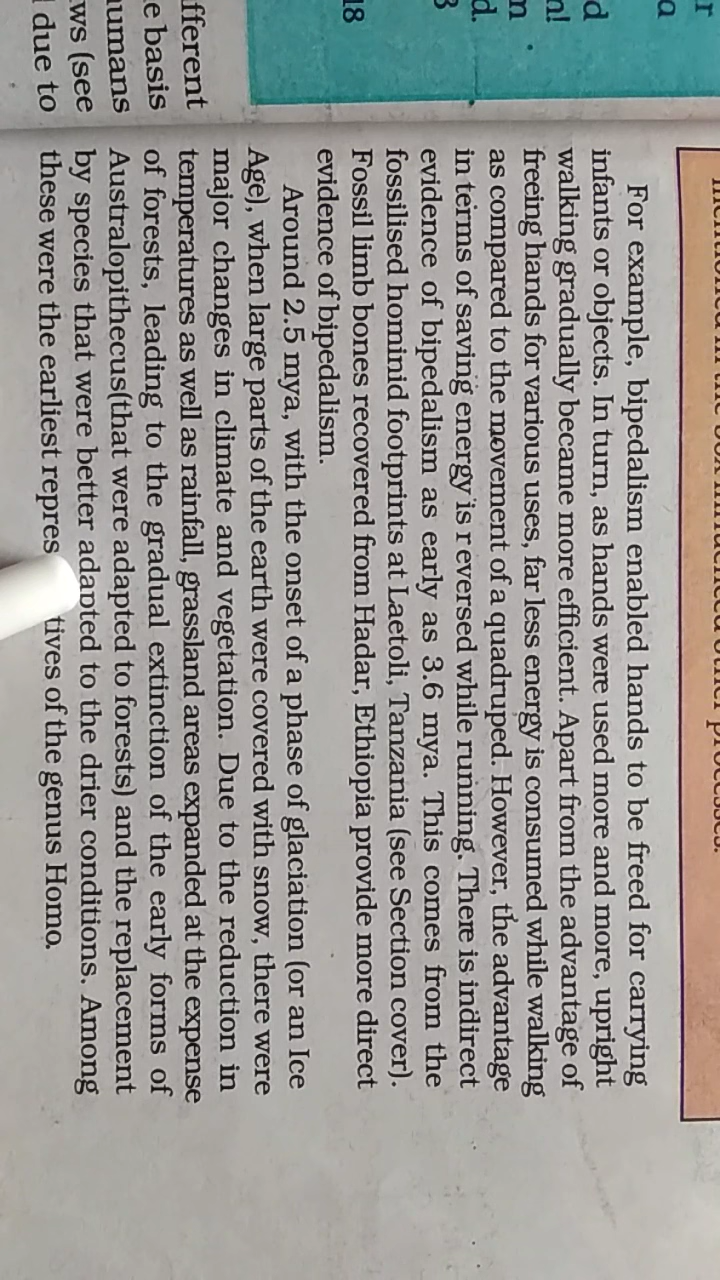 For example, bipedalism enabled hands to be freed for carrying
infants or objects. In turn, as hands were used more and more, upright
walking gradually became more efficient. Apart from the advantage of
freeing hands for various uses, far less energy is consumed while walking
as compared to the movement of a quadruped. However, the advantage
in terms of saving energy is r eversed while running. There is indirect
evidence of bipedalism as early as 3.6 mya. This comes from the
fossilised hominid footprints at Laetoli, Tanzania (see Section cover).
Fossil limb bones recovered from Hadar, Ethiopia provide more direct
evidence of bipedalism.
Around 2.5 mya, with the onset of a phase of glaciation (or an Ice
Age), when large parts of the earth were covered with snow, there were
major changes in climate and vegetation. Due to the reduction in
temperatures as well as rainfall, grassland areas expanded at the expense
of forests, leading to the gradual extinction of the early forms of
Australopithecus(that were adapted to forests) and the replacement
by species that were better adapted to the drier conditions. Among
these were the earliest repres tives of the genus Homo.
18
fferent
e basis
umans
ws (see
due to